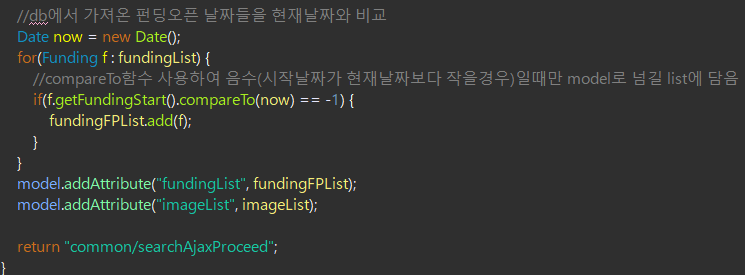 //db에서 가져온 펀딩오픈 날짜들을 현재날짜와 비교
Date now = new Date();
for(Funding f : fundingList) {
//compareTo함수 사용하여 음수(시작날짜가 현재날짜보다 작을경우)일때만 model로 넘길 list에 담음
if(f.getFundingStart().compareTo(now) == -1) {
fundingFPList.add(f);
}
}
model.addAttribute("fundingList", fundingFPList);
model.addAttribute("imageList", imageList);
return "common/searchAjaxProceed";
}